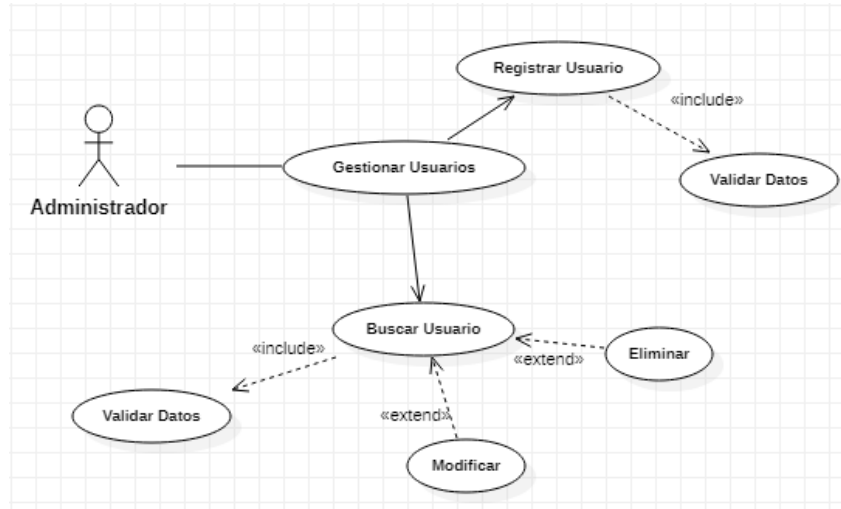 Registrar Usuario
«include»
Gestionar Usuarios
Validar Datos
Administrador
Buscar Usuario
«include»
Eliminar
«extend»
Validar Datos
«extend»
Modificar